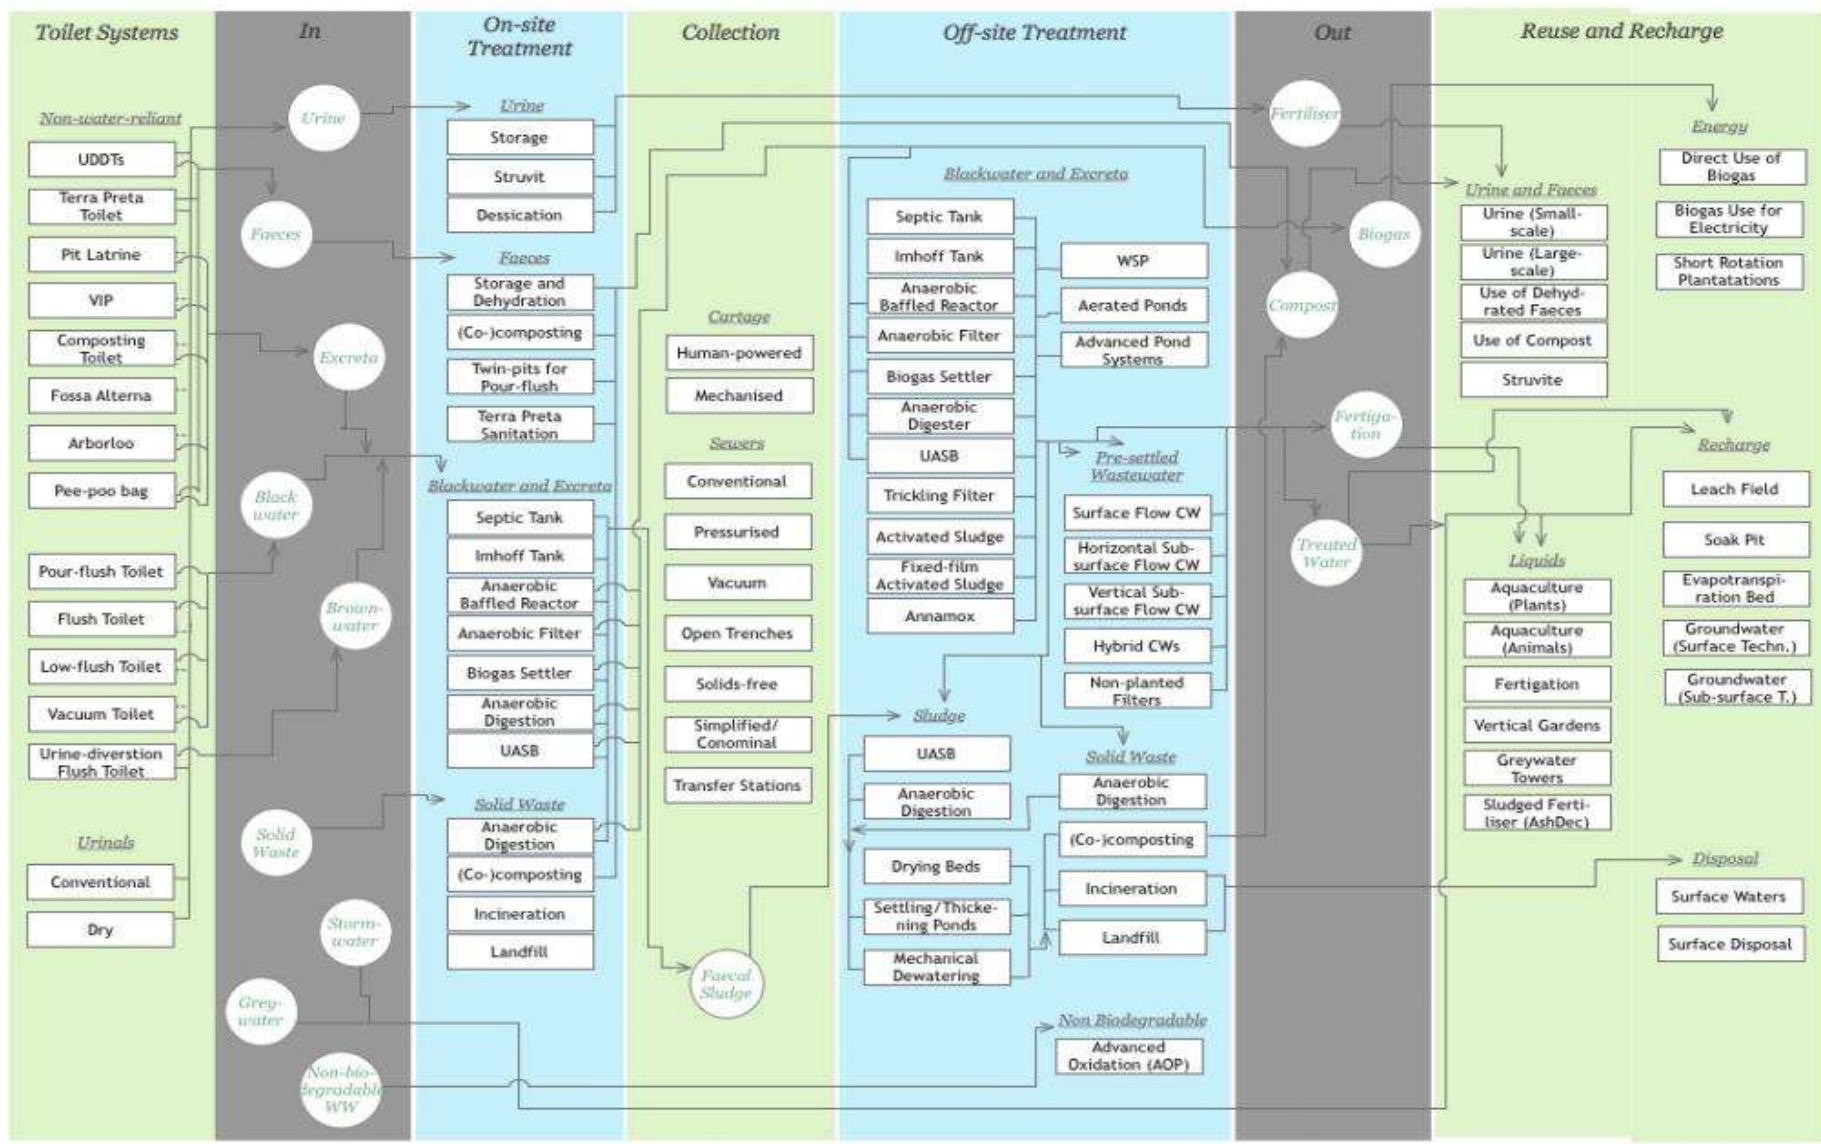 Toilet Systems
In
On-site
Treatment
Collection
Off-site Treatment
Out
Reuse and Recharge
Non-water-reliant
UDDTs
Terra Preta
Toilet
Pit Latrine
VIP
Composting
Toilet
Fossa Alterna
Arborloo
Pee-poo bag
Pour-flush Toilet
Flush Toilet
Low-flush Toilet
Vacuum Toilet
Urine-diverstion
Flush Toilet
Urinals
Conventional
Dry
Urine
Faeces
Excreta
Black
water
Brown-
water
Solid
Waste
Storm-
water
Grey-
water
Non-bio-
degradable
WW
Urine
Storage
Struvit
Dessication
Faeces
Storage and
Dehydration
(Co-)composting
Twin-pits for
Pour-flush
Terra Preta
Sanitation
Blackwater and Excreta
Septic Tank
Imhoff Tank
Anaerobic
Baffled Reactor
Anaerobic Filter
Biogas Settler
Anaerobic
Digestion
UASB
Solid Waste
Anaerobic
Digestion
(Co-)composting
Incineration
Landfill
Cartage
Human-powered
Mechanised
Sewers
Conventional
Pressurised
Vacuum
Open Trenches
Solids-free
Simplified/
Conominal
Transfer Stations
Faecal
Sludge
Blackwater and Excreta
Septic Tank
Imhoff Tank
Anaerobic
Baffled Reactor
Anaerobic Filter
Biogas Settler
Anaerobic
Digester
UASB
Trickling Filter
Activated Sludge
Fixed-film
Activated Sludge
Annamox
WSP
Aerated Ponds
Advanced Pond
Systems
Pre-settled
Wastewater
Surface Flow CW
Horizontal Sub-
surface Flow CW
Vertical Sub-
surface Flow CW
Hybrid CWs
Non-planted
Filters
Sludge
UASB
Anaerobic
Digestion
Drying Beds
Settling/Thicke-
ning Ponds
Mechanical
Dewatering
Solid Waste
Anaerobic
Digestion
(Co-)composting
Incineration
Landfill
Non Biodegradable
Advanced
Oxidation (AOP)
Fertiliser
Biogas
Compost
Fertiga-
tion
Treated
Water
Urine and Faeces
Urine (Small-
scale)
Urine (Large-
scale)
Use of Dehyd-
rated Faeces
Use of Compost
Struvite
Liquids
Aquaculture
(Plants)
Aquaculture
(Animals)
Fertigation
Vertical Gardens
Greywater
Towers
Sludged Ferti-
liser (AshDec)
Energy
Direct Use of
Biogas
Biogas Use for
Electricity
Short Rotation
Plantatations
Recharge
Leach Field
Soak Pit
Evapotranspi-
ration Bed
Groundwater
(Surface Techn.)
Groundwater
(Sub-surface T.)
Disposal
Surface Waters
Surface Disposal